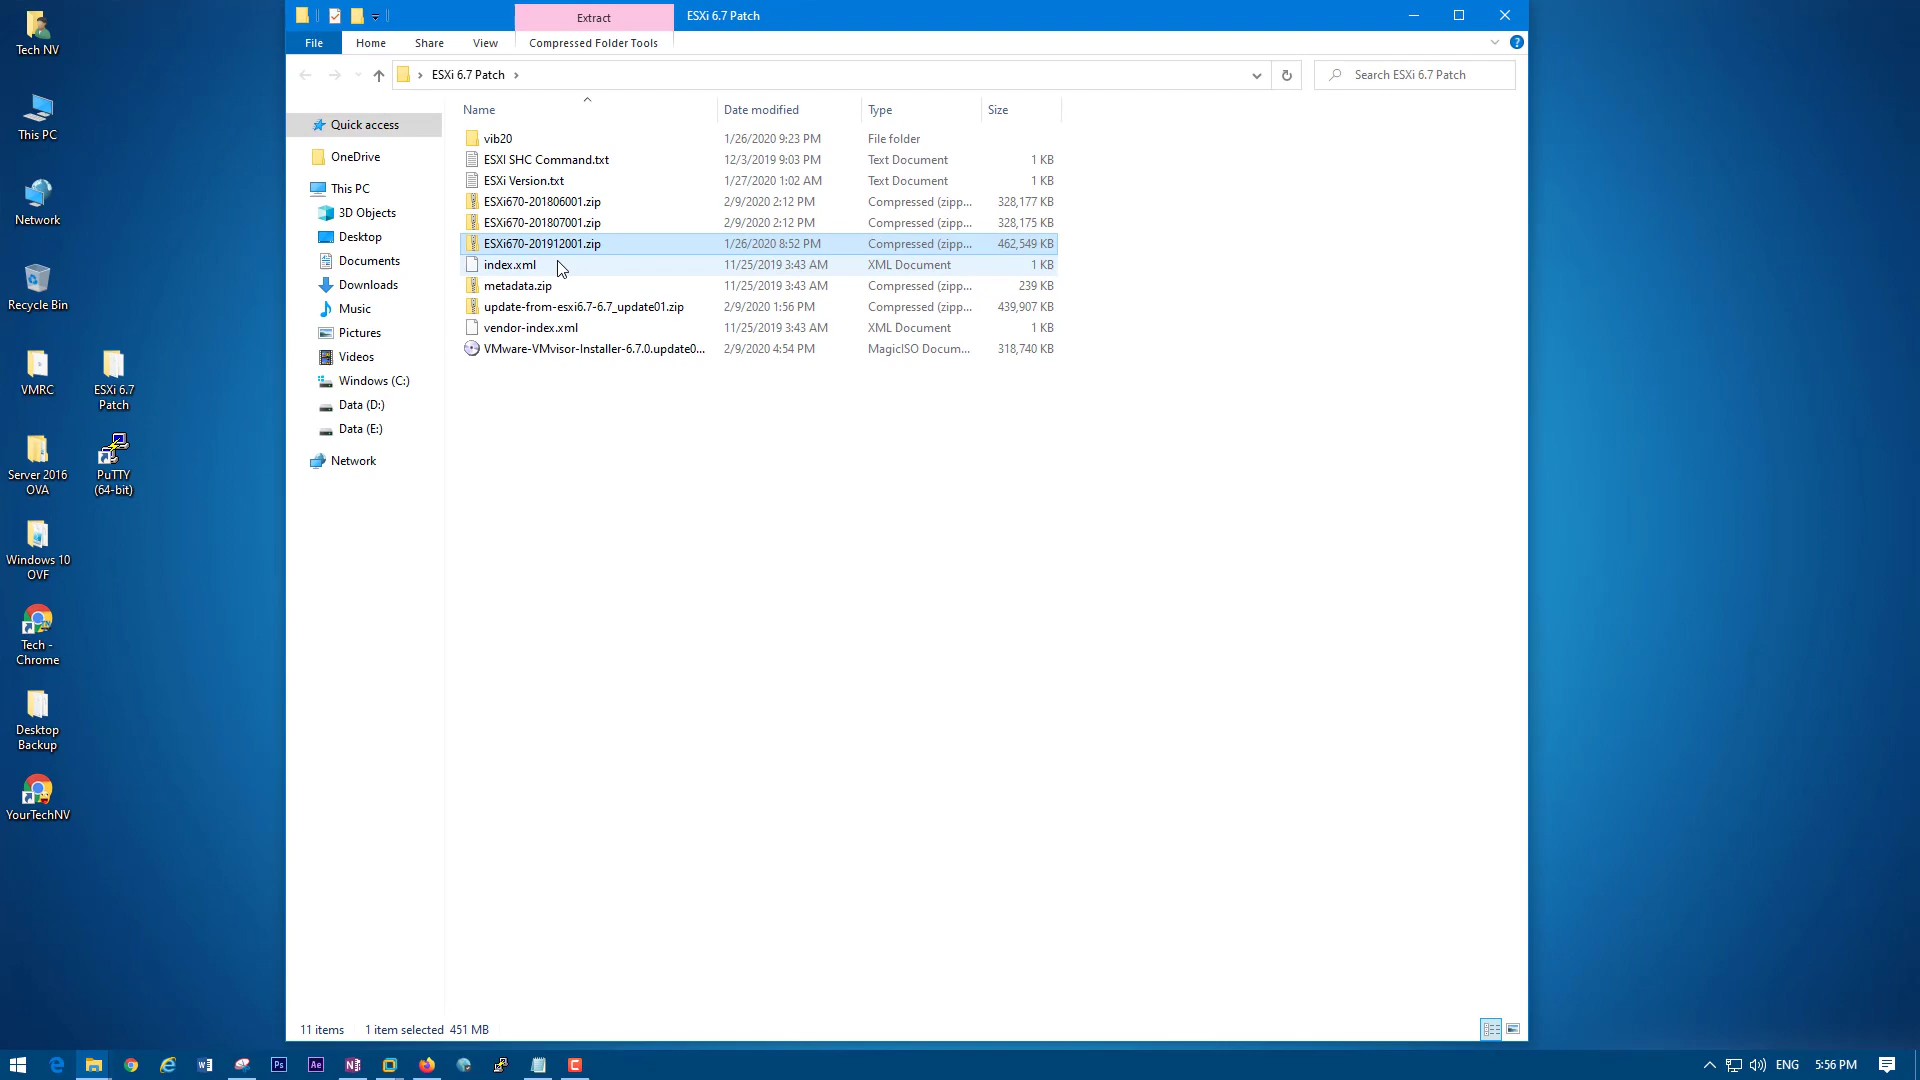 Extract
ESXi 6.7 Patch
File
Home
Share
View
Compressed Folder Tools
ESXi 6.7 Patch
Search ESXi 6.7 Patch
Name
Date modified
Type
Size
vib20
1/26/2020 9:23 PM
File folder
ESXI SHC Command.txt
12/3/2019 9:03 PM
Text Document
1 KB
ESXi Version.txt
1/27/2020 1:02 AM
Text Document
1 KB
ESXi670-201806001.zip
2/9/2020 2:12 PM
Compressed (zipp...
328,177 KB
ESXi670-201807001.zip
2/9/2020 2:12 PM
Compressed (zipp...
328,175 KB
ESXi670-201912001.zip
1/26/2020 8:52 PM
Compressed (zipp...
462,549 KB
index.xml
11/25/2019 3:43 AM
XML Document
1 KB
metadata.zip
11/25/2019 3:43 AM
Compressed (zipp...
239 KB
update-from-esxi6.7-6.7_update01.zip
2/9/2020 1:56 PM
Compressed (zipp...
439,907 KB
vendor-index.xml
11/25/2019 3:43 AM
XML Document
1 KB
VMware-VMvisor-Installer-6.7.0.update0...
2/9/2020 4:54 PM
MagicISO Docum...
318,740 KB
Quick access
OneDrive
This PC
3D Objects
Desktop
Documents
Downloads
Music
Pictures
Videos
Windows (C:)
Data (D:)
Data (E:)
Network
11 items
1 item selected 451 MB
Tech NV
This PC
Network
Recycle Bin
VMRC
ESXi 6.7
Patch
Server 2016
OVA
PuTTY
(64-bit)
Windows 10
OVF
Tech -
Chrome
Desktop
Backup
YourTechNV
Ps
Ae
ENG
5:56 PM